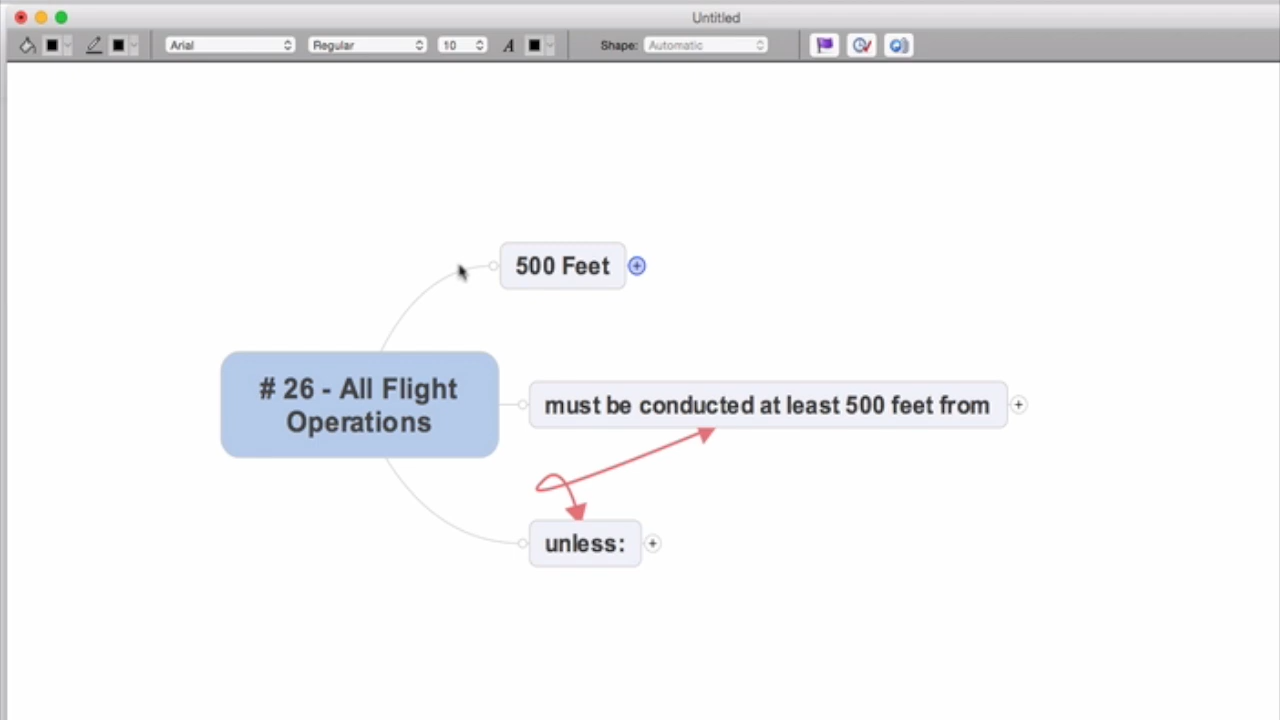 Untitled
Arial
Regular
10
A
Shape:
Automatic
500 Feet
# 26 - All Flight
Operations
must be conducted at least 500 feet from
unless: